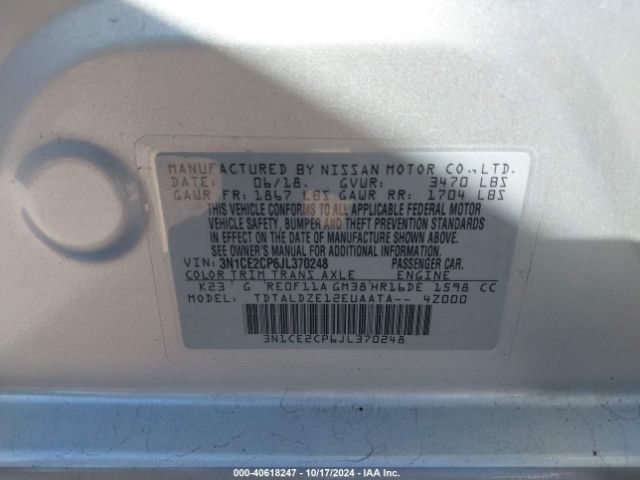 MANUFACTURED BY NISSAN MOTOR CO., LTD.
DATE: 06/18. GVWR: 3470 LBS
GAWR FR: 1867 LBS GAWR RR: 1704 LBS
THIS VEHICLE CONFORMS TO ALL APPLICABLE FEDERAL MOTOR
VEHICLE SAFETY, BUMPER AND THEFT PREVENTION STANDARDS
IN EFFECT ON THE DATE OF MANUFACTURE SHOWN ABOVE.
SEE OWNER'S MANUAL FOR ADDITIONAL INFORMATION
VIN: 3N1CE2CP6JL370248 PASSENGER CAR.
COLOR TRIM TRANS AXLE ENGINE
K23 G RE0F11A GM38 HR16DE 1598 CC
MODEL: TDTALDZE12EUAATA-- 4Z000
3N1CE2CP6JL370248
000-40618247 - 10/17/2024 - IAA Inc.